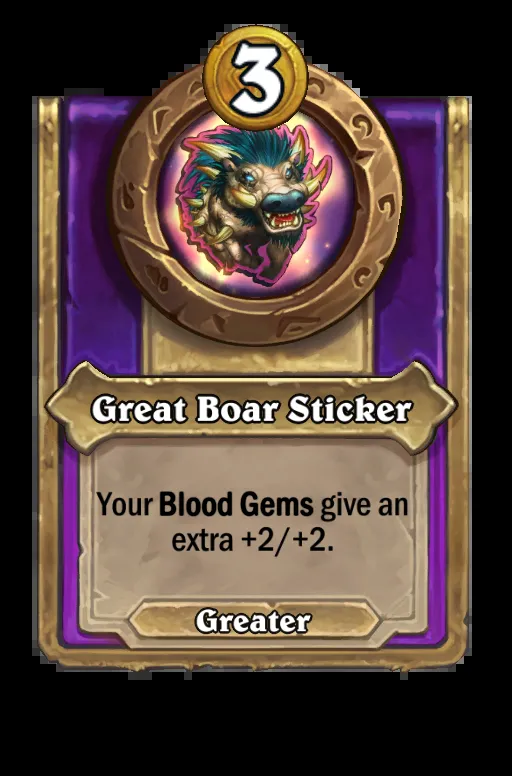 3
Great Boar Sticker
Your Blood Gems give an
extra +2/+2.
Greater